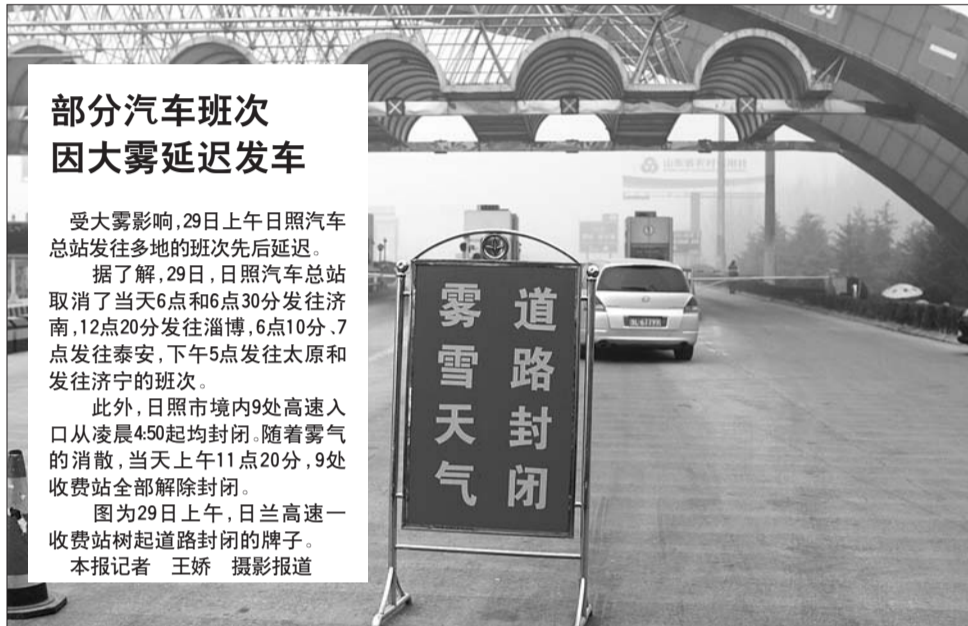 部分汽车班次
因大雾延迟发车
受大雾影响,29日上午日照汽车
总站发往多地的班次先后延迟。
据了解,29日,日照汽车总站
取消了当天6点和6点30分发往济
南,12点20分发往淄博,6点10分、7
点发往泰安,下午5点发往太原和
发往济宁的班次。
此外,日照市境内9处高速入
口从凌晨4:50起均封闭。随着雾气
的消散,当天上午11点20分,9处
收费站全部解除封闭。
图为29日上午,日兰高速一
收费站树起道路封闭的牌子。
本报记者 王娇 摄影报道
道路封闭
雾雪天气